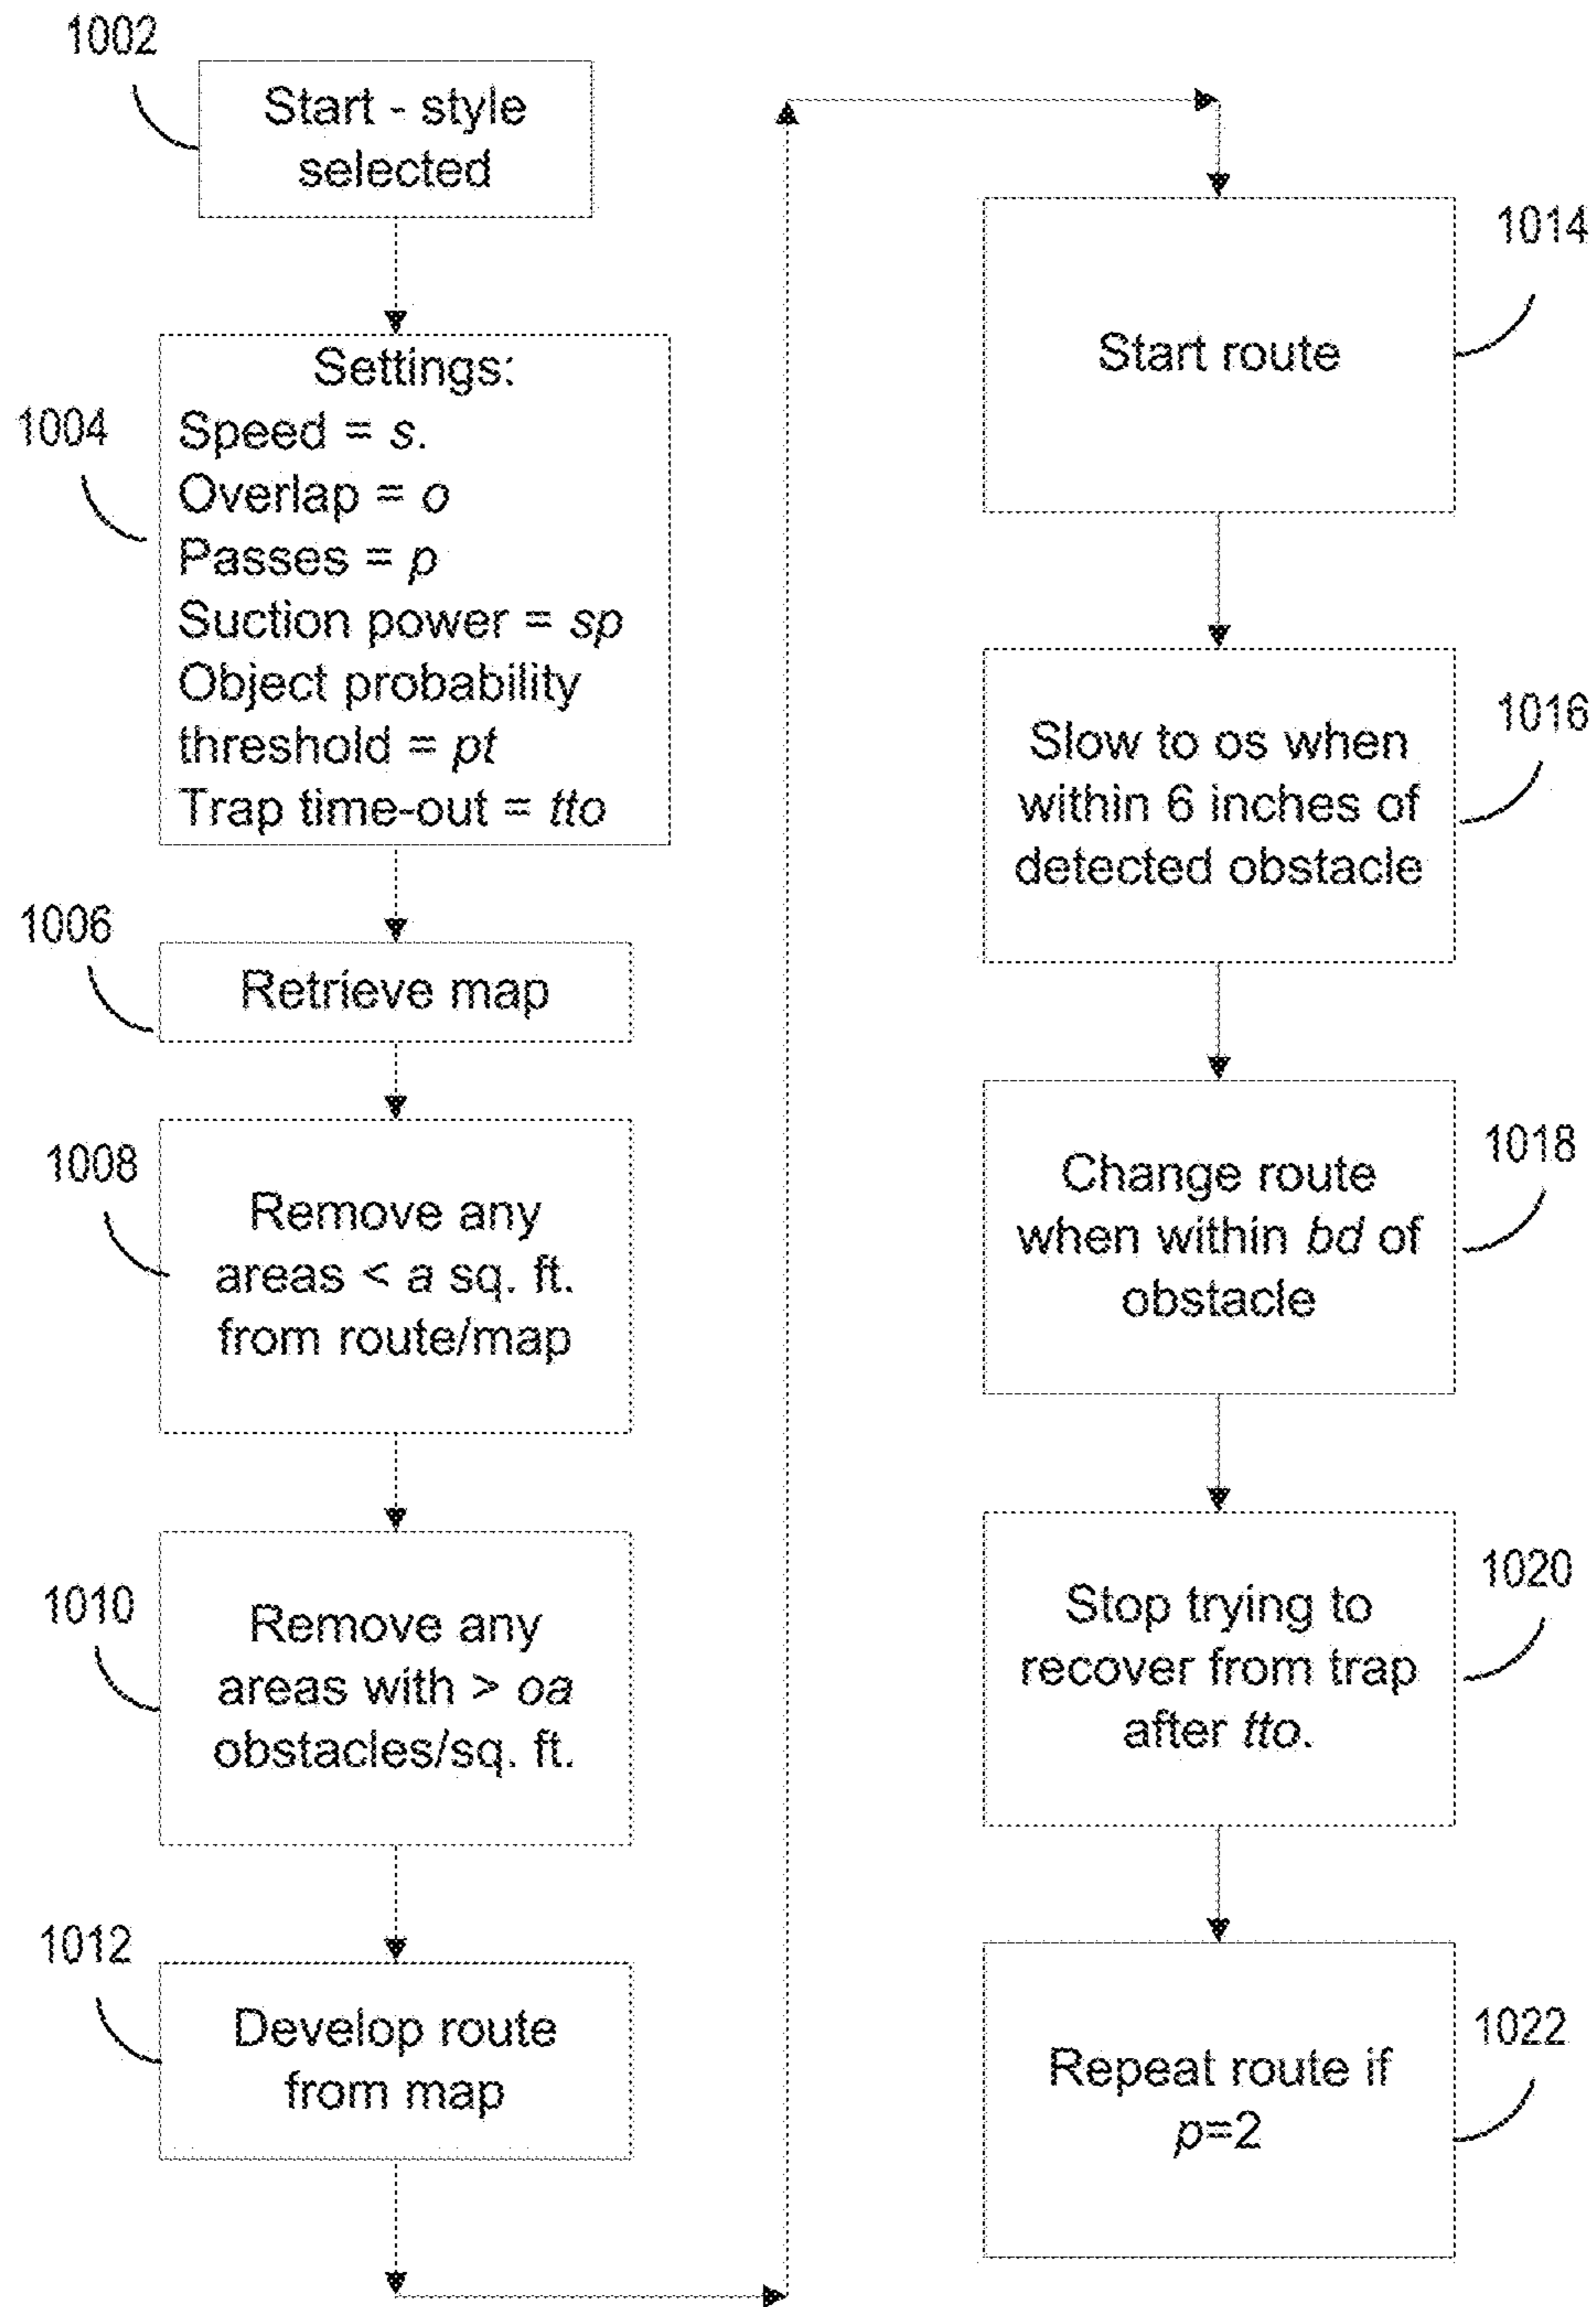 1002
Start - style
selected
1004
Settings:
Speed = s.
Overlap = o
Passes = p
Suction power = sp
Object probability
threshold = pt
Trap time-out = tto
1006
Retrieve map
1008
Remove any
areas < a sq. ft.
from route/map
1010
Remove any
areas with > oa
obstacles/sq. ft.
1012
Develop route
from map
1014
Start route
1016
Slow to os when
within 6 inches of
detected obstacle
1018
Change route
when within bd of
obstacle
1020
Stop trying to
recover from trap
after tto.
1022
Repeat route if
p=2